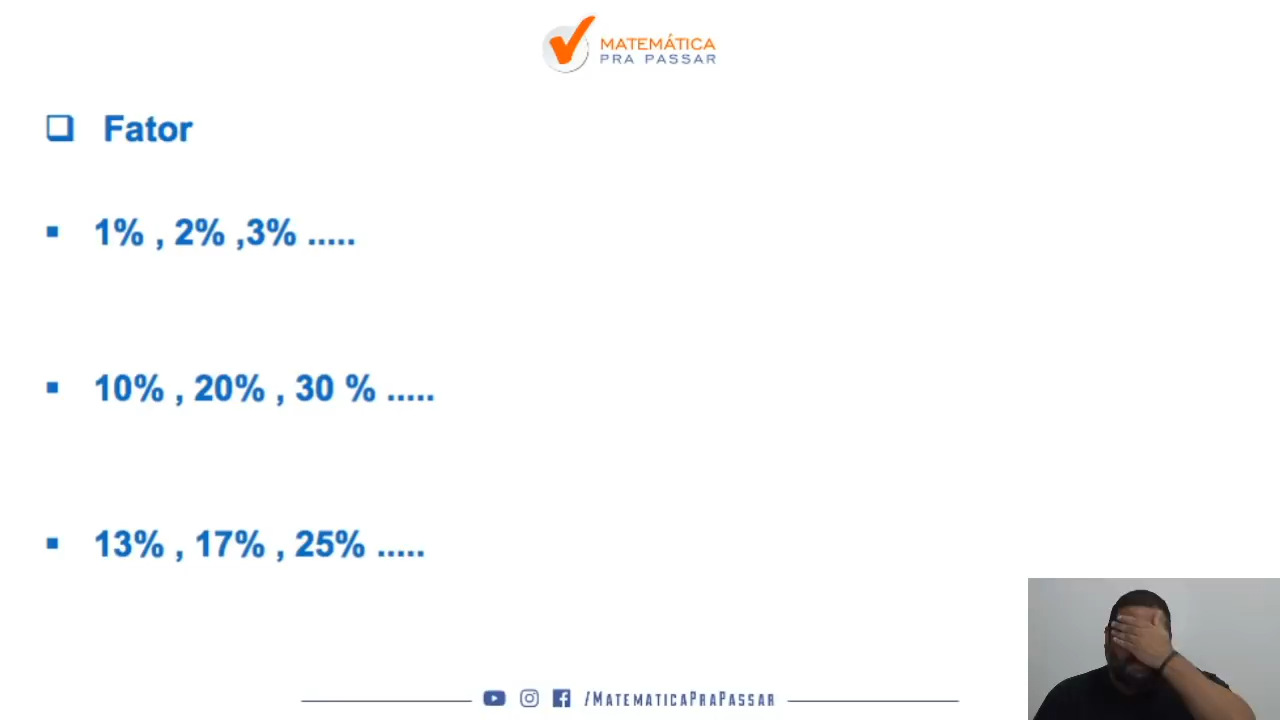 MATEMÁTICA
PRA PASSAR
Fator
1% , 2% ,3% .....
10% , 20% , 30 % .....
13% , 17% , 25% .....
/MATEMATICAPRAPASSAR